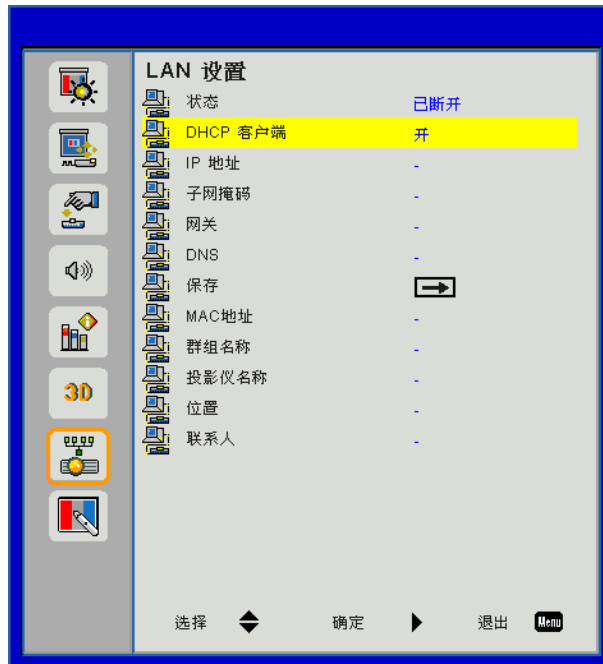 LAN 设置
状态 已断开
DHCP 客户端 开
IP 地址 -
子网掩码 -
网关 -
DNS -
保存
MAC地址 -
群组名称 -
投影仪名称 -
位置 -
联系人 -
3D
选择 确定 退出 Menu